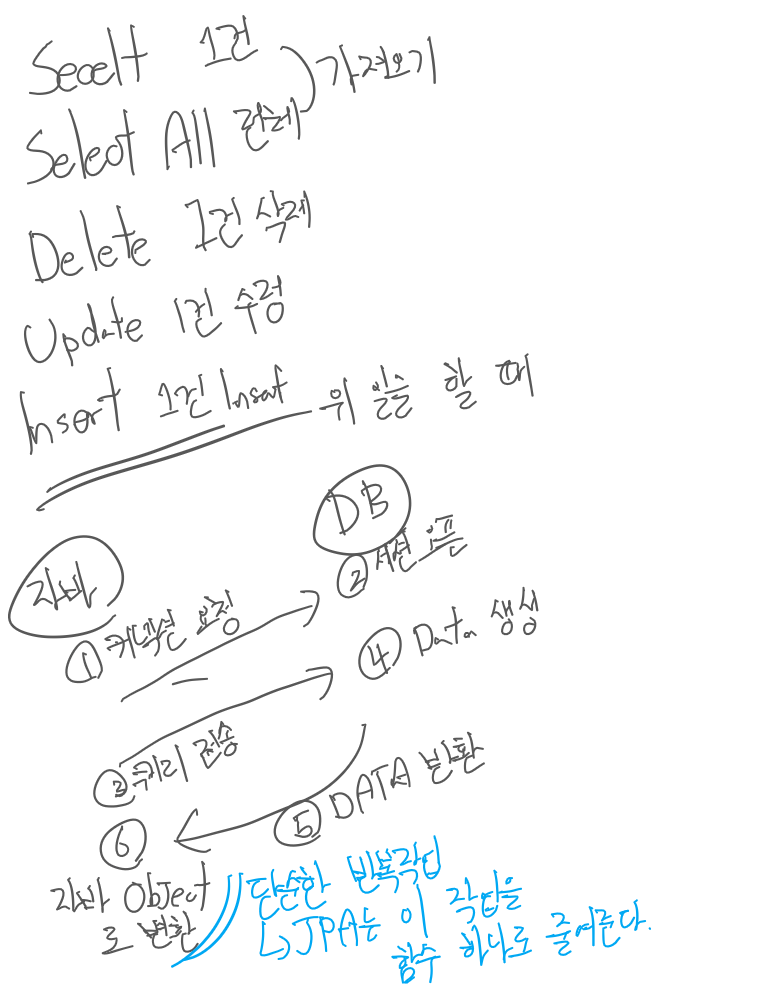 Seoelt 1건
가져오기
Seleot All 전체
Delete 1건 삭제
Update 1건 수정
Insert 1건 Insert 위 일을 할 때
자바
DB
① 커넥션 요청
② 세션 오픈
③ 쿼리 전송
④ Data 생성
⑤ DATA 반환
⑥
자바 Object
로 변환
단순한 반복작업
↳ JPA는 이 작업을
함수 하나로 줄여준다.